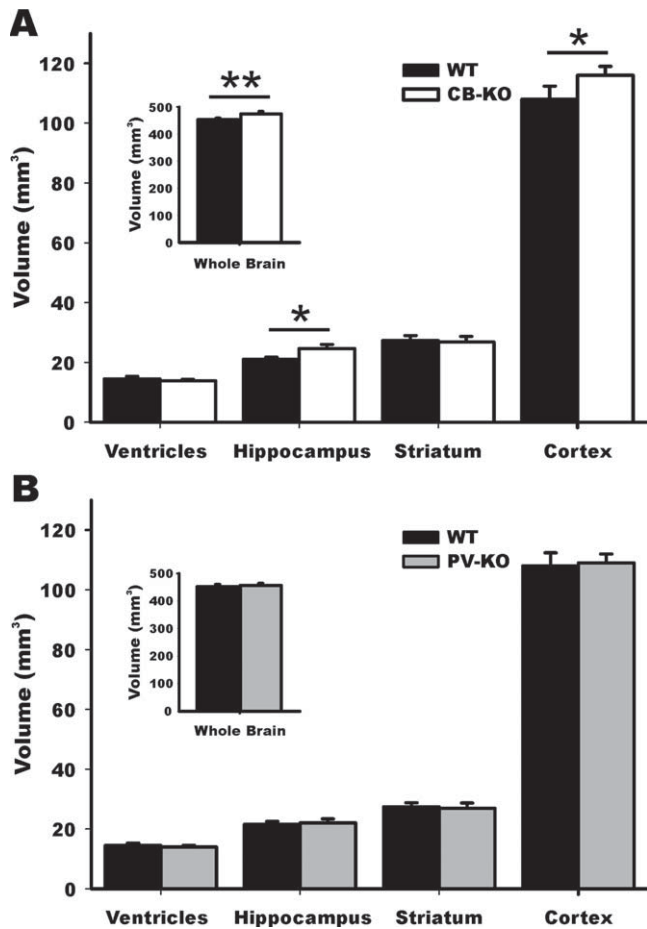 A
Volume (mm³)
120
100
80
60
40
20
0
WT
CB-KO
*
**
Volume (mm³)
500
400
300
200
100
0
Whole Brain
*
Ventricles Hippocampus Striatum Cortex
B
Volume (mm³)
120
100
80
60
40
20
0
WT
PV-KO
Volume (mm³)
500
400
300
200
100
0
Whole Brain
Ventricles Hippocampus Striatum Cortex